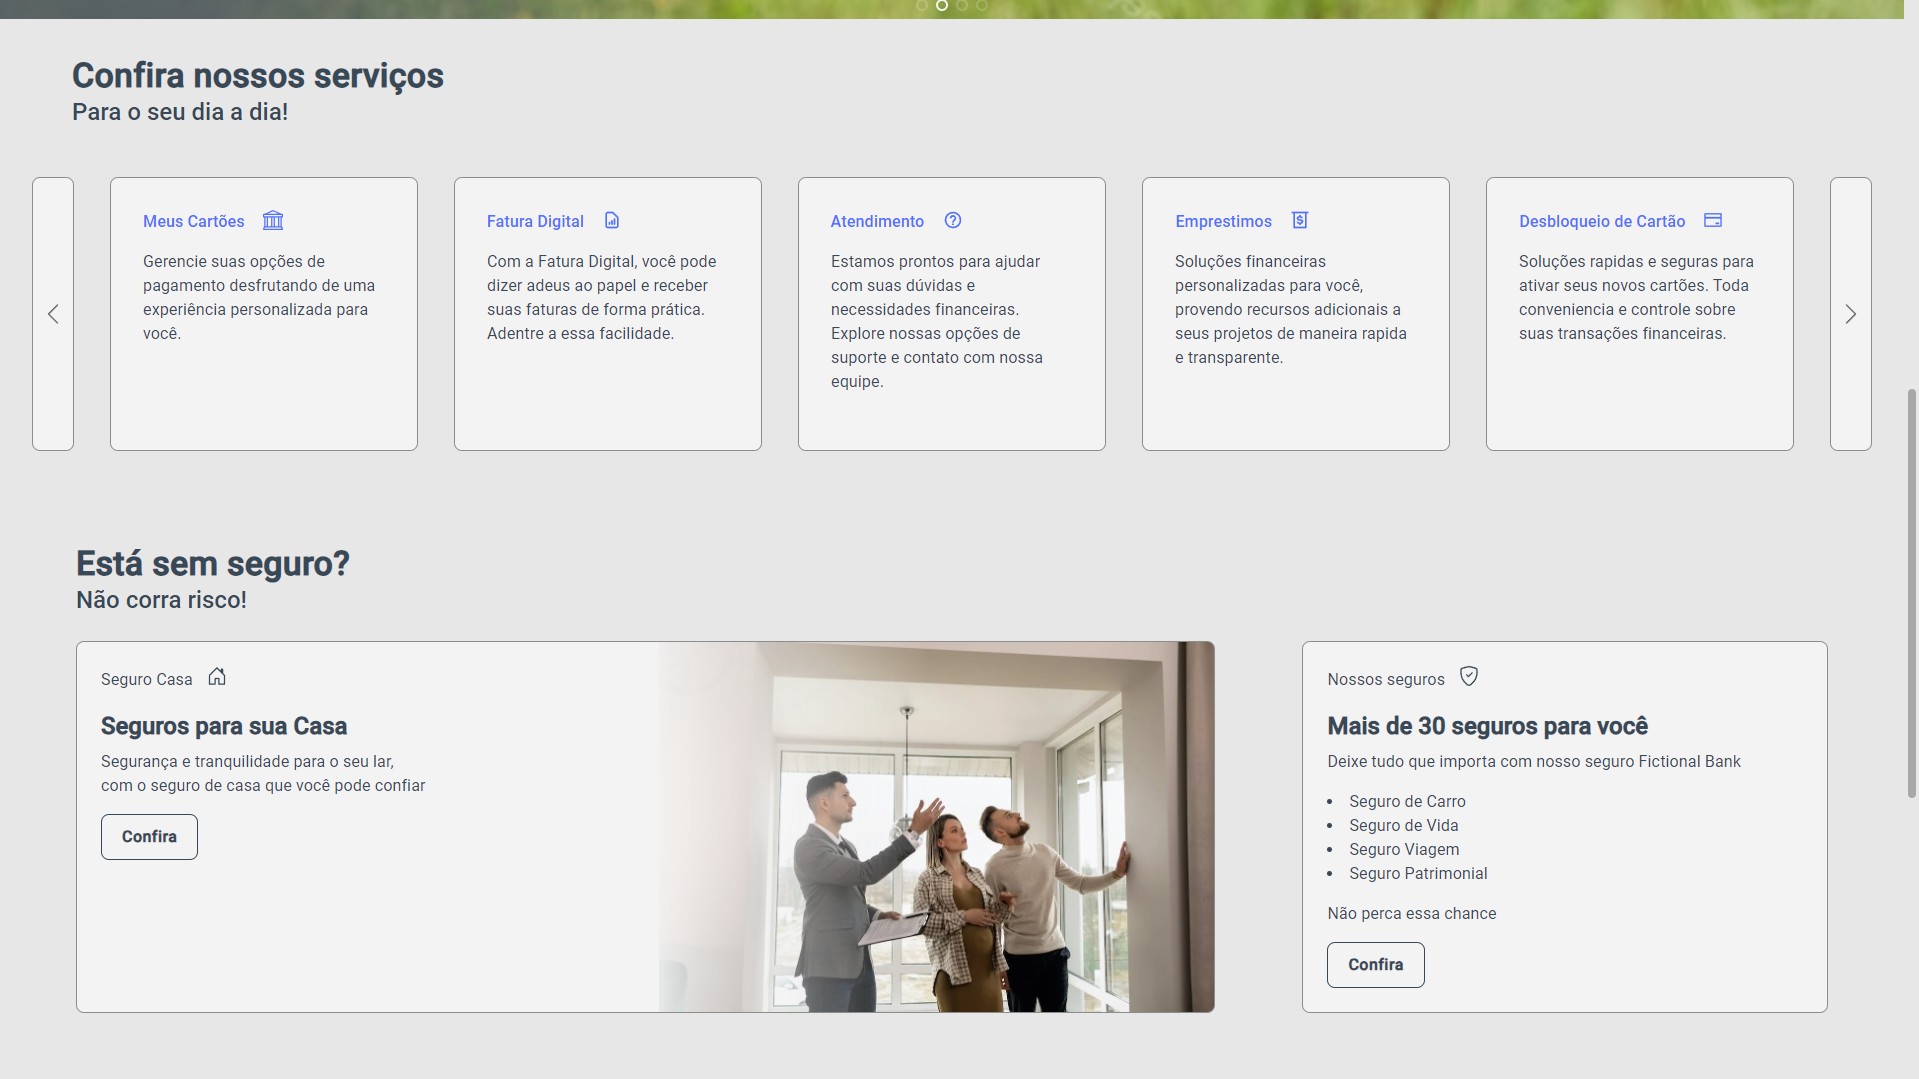 Confira nossos serviços
Para o seu dia a dia!
Meus Cartões
Gerencie suas opções de
pagamento desfrutando de uma
experiência personalizada para
você.
Fatura Digital
Com a Fatura Digital, você pode
dizer adeus ao papel e receber
suas faturas de forma prática.
Adentre a essa facilidade.
Atendimento
Estamos prontos para ajudar
com suas dúvidas e
necessidades financeiras.
Explore nossas opções de
suporte e contato com nossa
equipe.
Emprestimos
Soluções financeiras
personalizadas para você,
provendo recursos adicionais a
seus projetos de maneira rapida
e transparente.
Desbloqueio de Cartão
Soluções rapidas e seguras para
ativar seus novos cartões. Toda
conveniencia e controle sobre
suas transações financeiras.
Está sem seguro?
Não corra risco!
Seguro Casa
Seguros para sua Casa
Segurança e tranquilidade para o seu lar,
com o seguro de casa que você pode confiar
Confira
Nossos seguros
Mais de 30 seguros para você
Deixe tudo que importa com nosso seguro Fictional Bank
• Seguro de Carro
• Seguro de Vida
• Seguro Viagem
• Seguro Patrimonial
Não perca essa chance
Confira